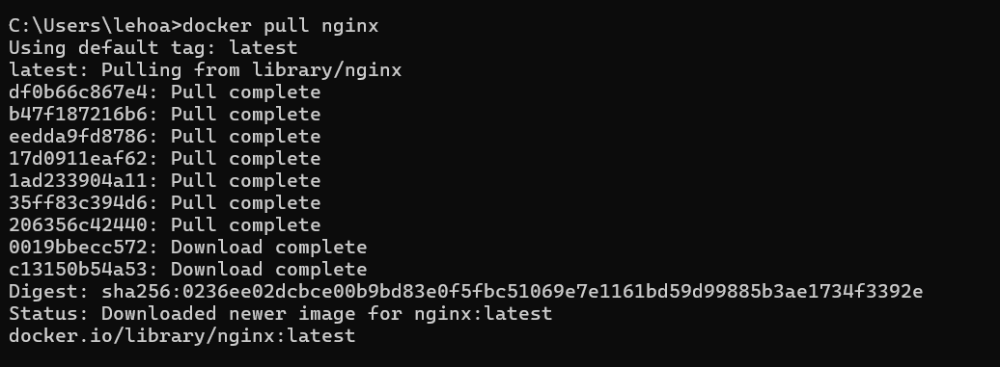 C:\Users\lehoa>docker pull nginx
Using default tag: latest
latest: Pulling from library/nginx
df0b66c867e4: Pull complete
b47f187216b6: Pull complete
eedda9fd8786: Pull complete
17d0911eaf62: Pull complete
1ad233904a11: Pull complete
35ff83c394d6: Pull complete
206356c42440: Pull complete
0019bbecc572: Download complete
c13150b54a53: Download complete
Digest: sha256:0236ee02dcbce00b9bd83e0f5fbc51069e7e1161bd59d99885b3ae1734f3392e
Status: Downloaded newer image for nginx:latest
docker.io/library/nginx:latest